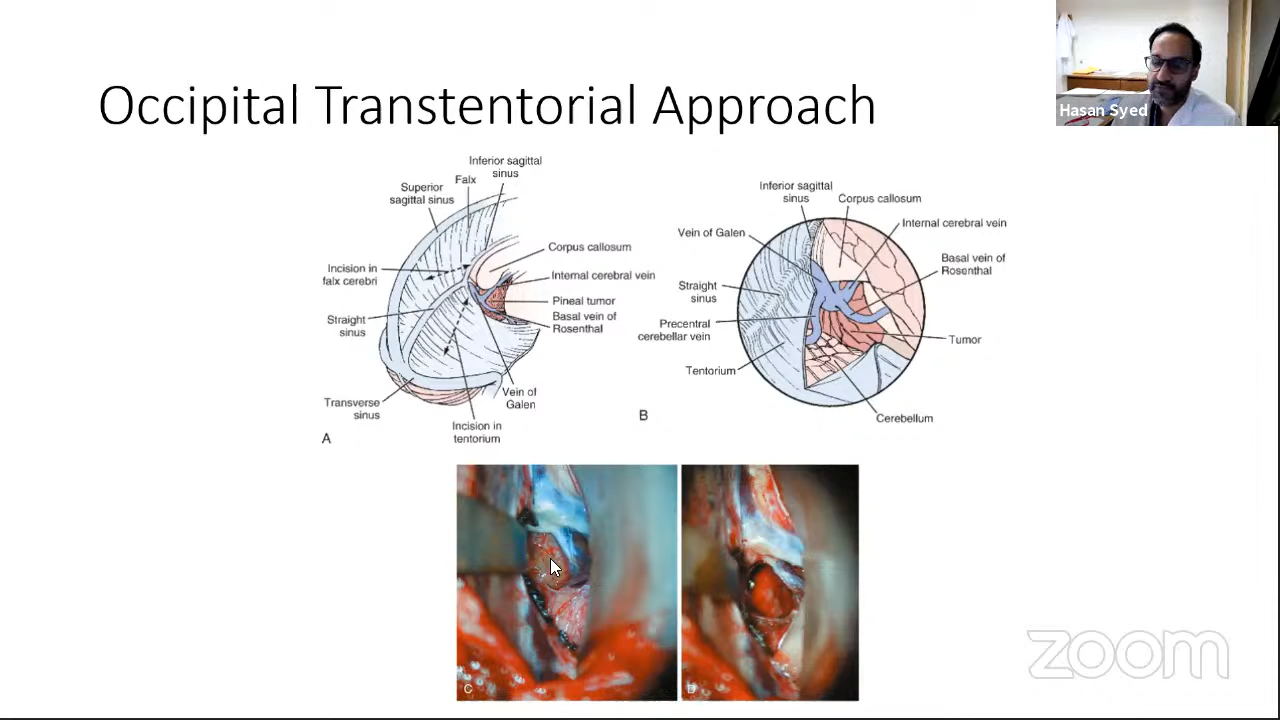 Hasan Syed
Occipital Transtentorial Approach
Inferior sagittal
sinus
Falx
Superior
sagittal sinus
Corpus callosum
Incision in
falx cerebri
Internal cerebral vein
Pineal tumor
Straight
sinus
Basal vein of
Rosenthal
Transverse
sinus
Vein of
Galen
Incision in
tentorium
A
Inferior sagittal
sinus
Corpus callosum
Vein of Galen
Internal cerebral vein
Basal vein of
Rosenthal
Straight
sinus
Precentral
cerebellar vein
Tumor
Tentorium
Cerebellum
B
C
D
zoom